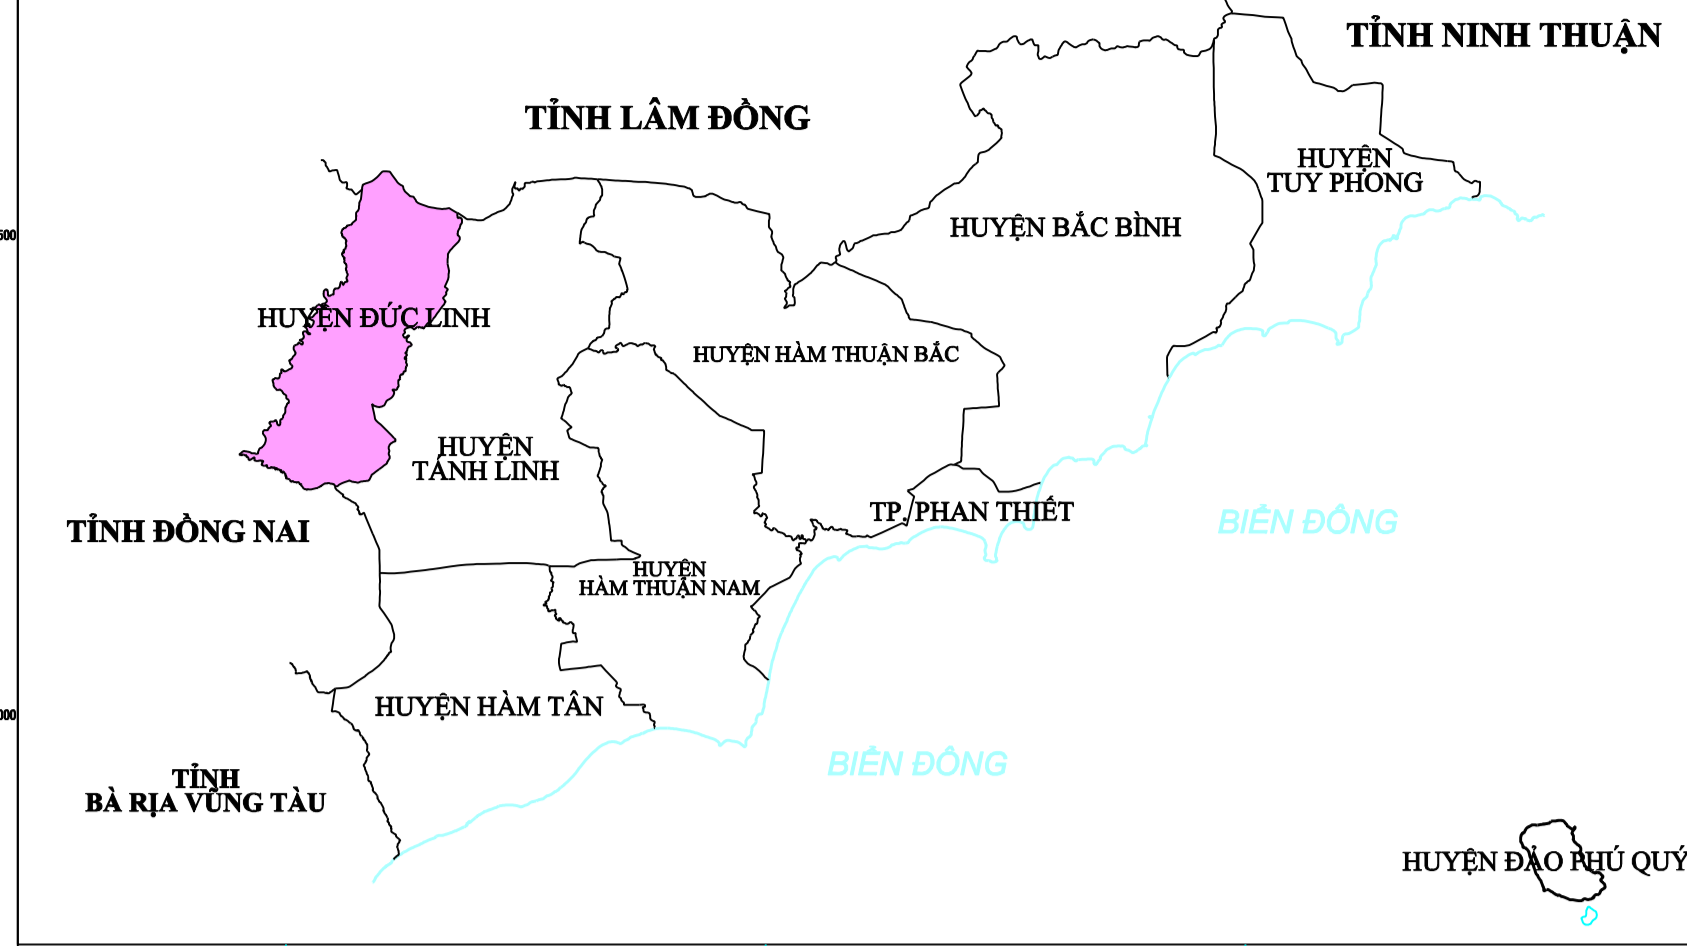 TỈNH NINH THUẬN
TỈNH LÂM ĐỒNG
HUYỆN
TUY PHONG
HUYỆN BẮC BÌNH
HUYỆN ĐỨC LINH
HUYỆN HÀM THUẬN BẮC
HUYỆN
TÁNH LINH
TP. PHAN THIẾT
BIỂN ĐÔNG
TỈNH ĐỒNG NAI
HUYỆN
HÀM THUẬN NAM
HUYỆN HÀM TÂN
BIỂN ĐÔNG
TỈNH
BÀ RỊA VŨNG TÀU
HUYỆN ĐẢO PHÚ QUÝ